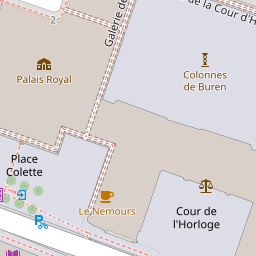 2
Galerie de
de la Cour d'H
Palais Royal
Colonnes
de Buren
Place
Colette
Le Nemours
Cour de
l'Horloge